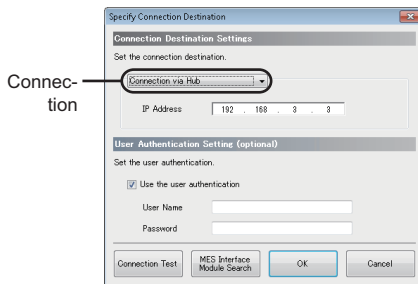 Specify Connection Destination
Connection Destination Settings
Set the connection destination.
Connec-
tion
Connection via Hub
IP Address 192 . 168 . 3 . 3
User Authentication Setting (optional)
Set the user authentication.
Use the user authentication
User Name
Password
Connection Test
MES Interface
Module Search
OK
Cancel